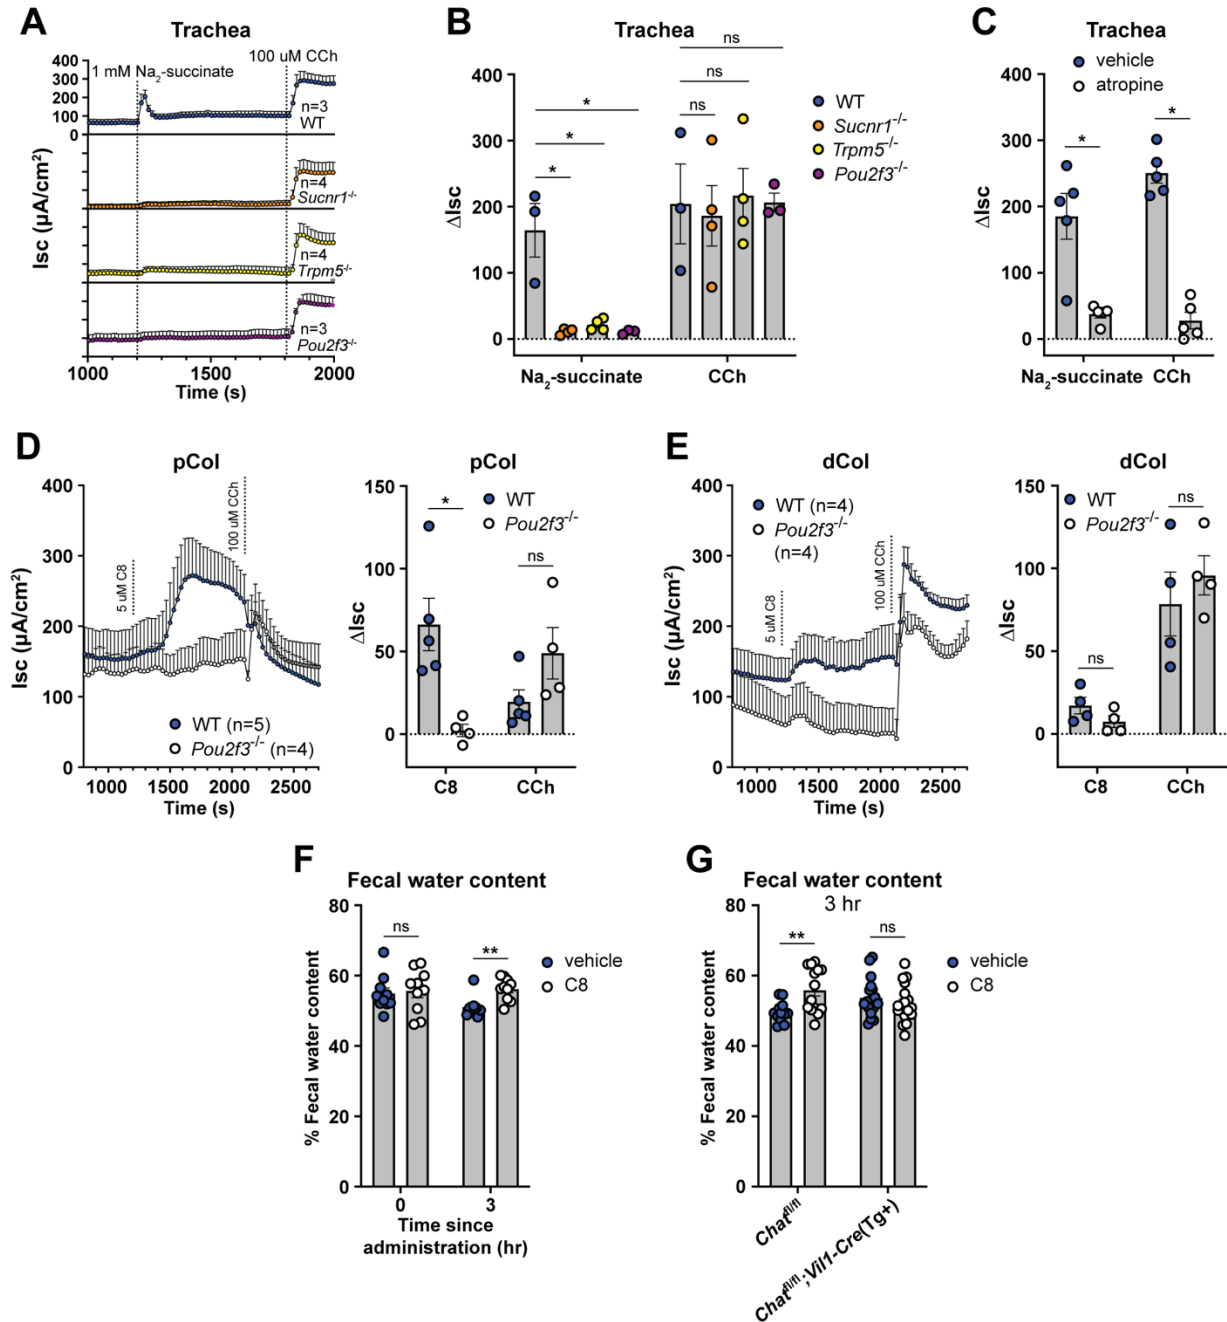 A
Trachea
1 mM Na2-succinate
100 uM CCh
400
300
200
100
0
n=3
WT
n=4
Sucnr1-/-
n=4
Trpm5-/-
n=3
Pou2f3-/-
Isc (µA/cm2)
1000
1500
2000
Time (s)
B
Trachea
ns
ns
ns
*
*
*
WT
Sucnr1-/-
Trpm5-/-
Pou2f3-/-
ΔIsc
400
300
200
100
0
Na2-succinate
CCh
C
Trachea
vehicle
atropine
*
*
ΔIsc
400
300
200
100
0
Na2-succinate
CCh
D
pCol
Isc (µA/cm2)
400
300
200
100
0
5 uM C8
100 uM CCh
WT (n=5)
Pou2f3-/- (n=4)
1000
1500
2000
2500
Time (s)
pCol
ΔIsc
150
100
50
0
*
WT
Pou2f3-/-
ns
C8
CCh
E
dCol
Isc (µA/cm2)
400
300
200
100
0
WT (n=4)
Pou2f3-/-
(n=4)
5 uM C8
100 uM CCh
1000
1500
2000
2500
Time (s)
dCol
ΔIsc
150
100
50
0
WT
Pou2f3-/-
ns
ns
C8
CCh
F
Fecal water content
% Fecal water content
80
60
40
20
0
ns
**
vehicle
C8
0
3
Time since
administration (hr)
G
Fecal water content
3 hr
% Fecal water content
80
60
40
20
0
**
ns
vehicle
C8
Chatfl/fl
Chatfl/fl;Vil1-Cre(Tg+)